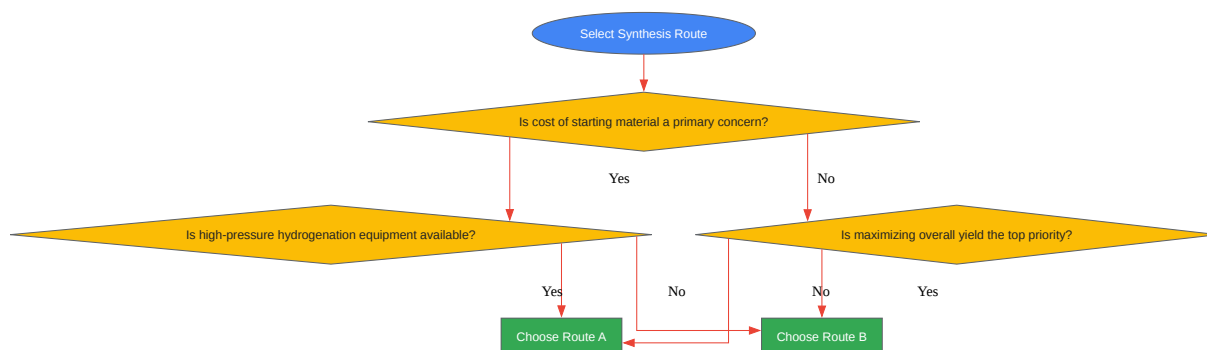 Select Synthesis Route
Is cost of starting material a primary concern?
Yes
No
Is high-pressure hydrogenation equipment available?
Is maximizing overall yield the top priority?
Yes
No
No
Yes
Choose Route A
Choose Route B